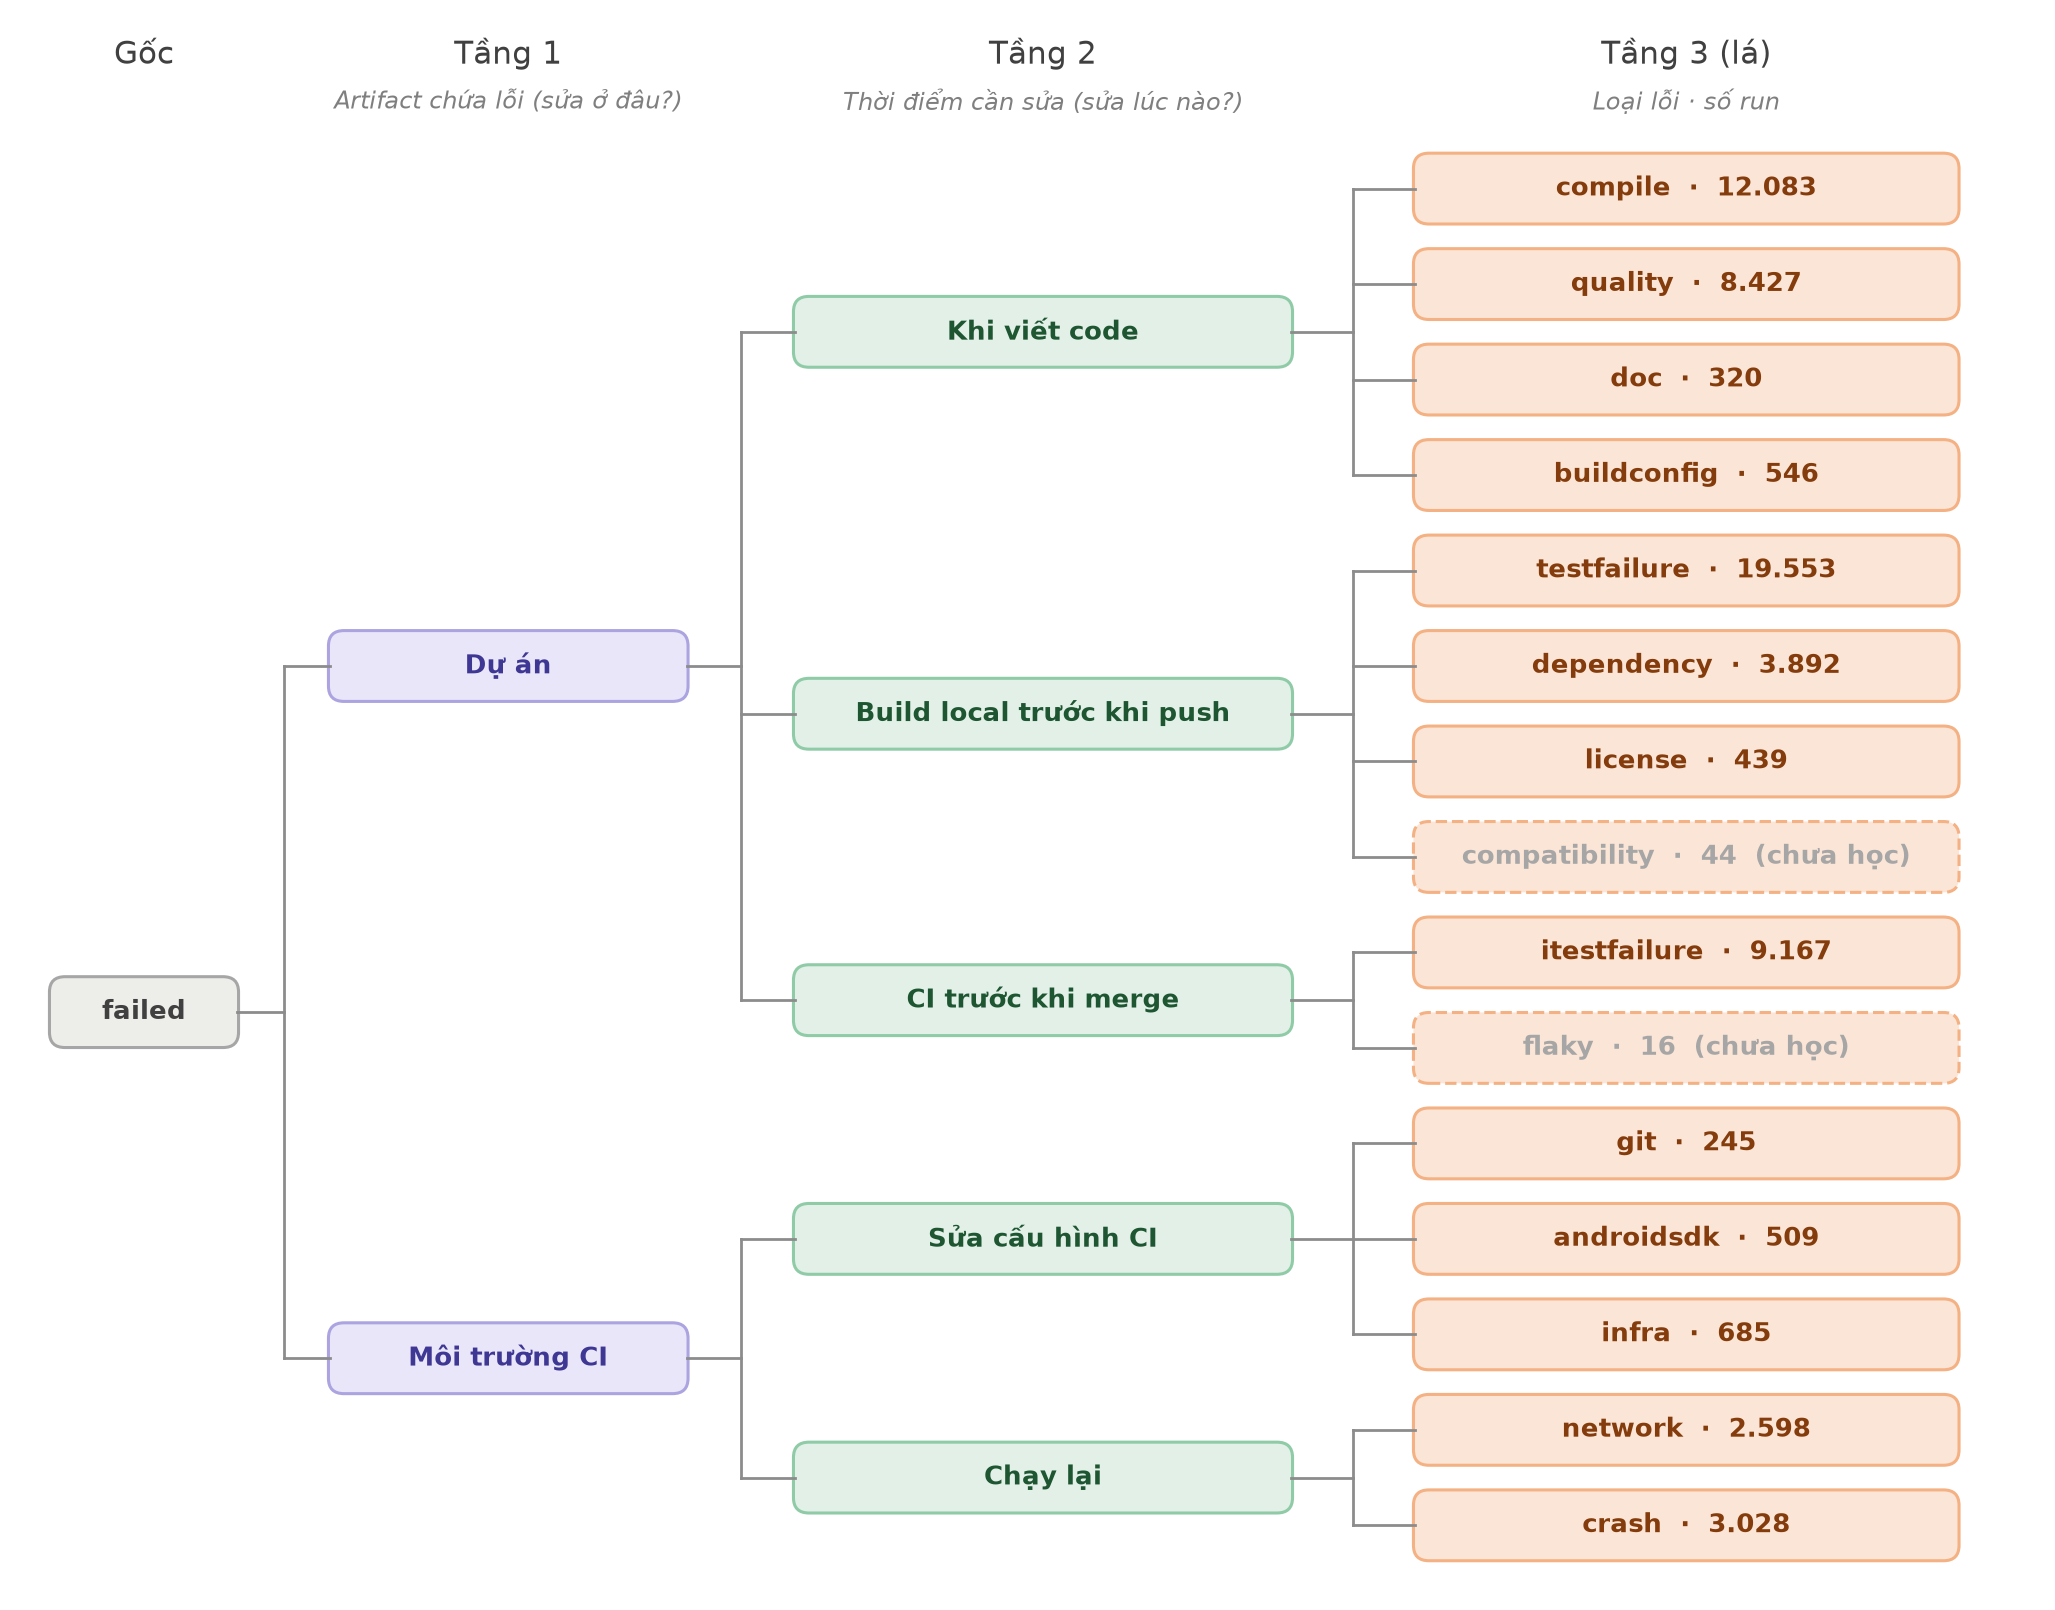 Gốc
Tầng 1
Tầng 2
Tầng 3 (lá)
Artifact chứa lỗi (sửa ở đâu?)
Thời điểm cần sửa (sửa lúc nào?)
Loại lỗi · số run
compile · 12.083
quality · 8.427
Khi viết code
doc · 320
buildconfig · 546
testfailure · 19.553
Dự án
dependency · 3.892
Build local trước khi push
license · 439
compatibility · 44 (chưa học)
itestfailure · 9.167
CI trước khi merge
failed
flaky · 16 (chưa học)
git · 245
Sửa cấu hình CI
androidsdk · 509
infra · 685
Môi trường CI
network · 2.598
Chạy lại
crash · 3.028